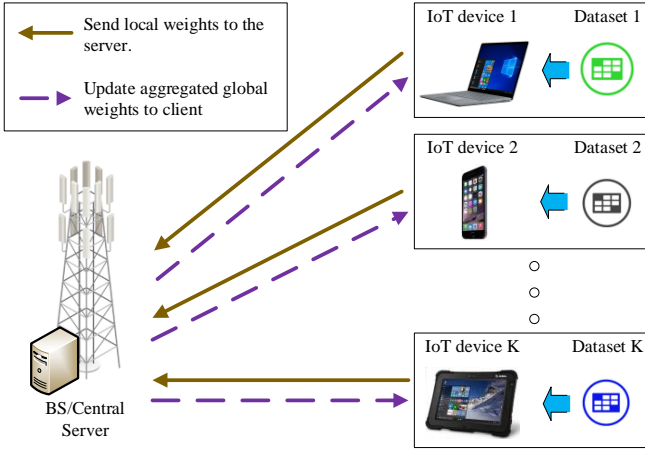 Send local weights to the
server.
Update aggregated global
weights to client
IoT device 1
Dataset 1
IoT device 2
Dataset 2
IoT device K
Dataset K
BS/Central
Server